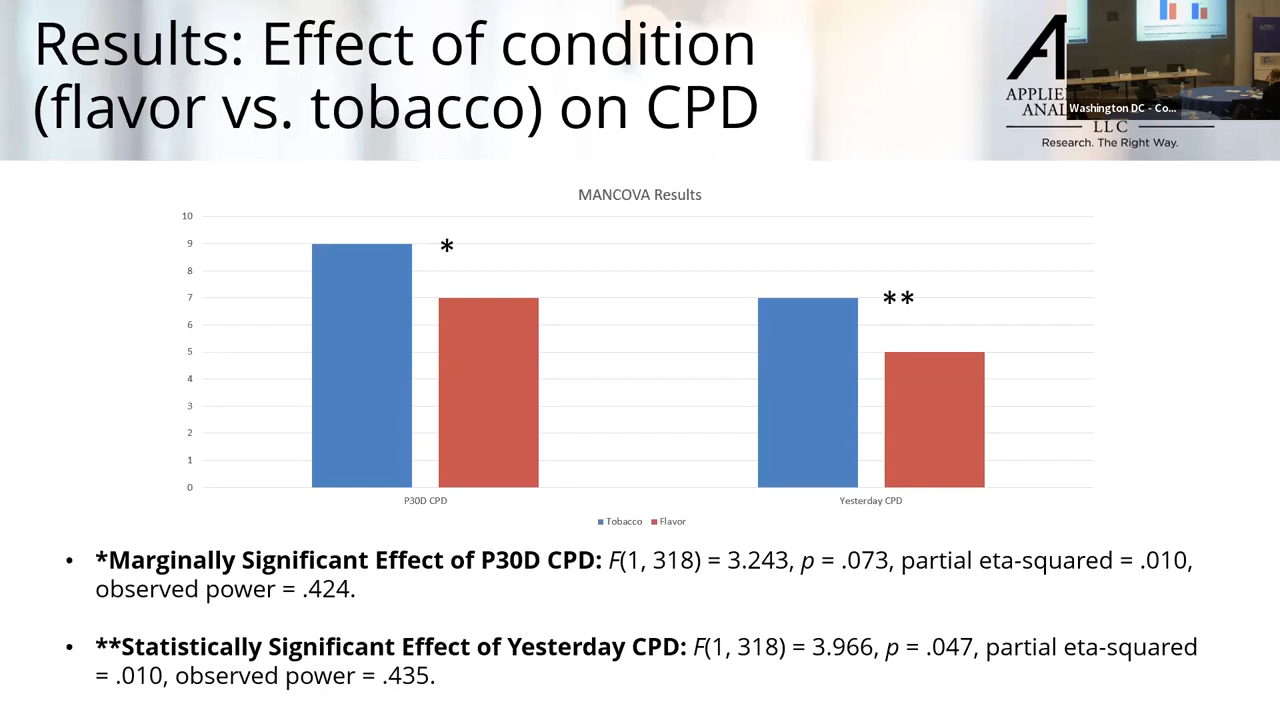 Results: Effect of condition
(flavor vs. tobacco) on CPD
APPLIE
ANAL
LLC
Research. The Right Way.
Washington DC - Co...
MANCOVA Results
10
9
8
7
6
5
4
3
2
1
0
*
**
P30D CPD
Yesterday CPD
Tobacco Flavor
• *Marginally Significant Effect of P30D CPD: F(1, 318) = 3.243, p = .073, partial eta-squared = .010,
observed power = .424.
• **Statistically Significant Effect of Yesterday CPD: F(1, 318) = 3.966, p = .047, partial eta-squared
= .010, observed power = .435.